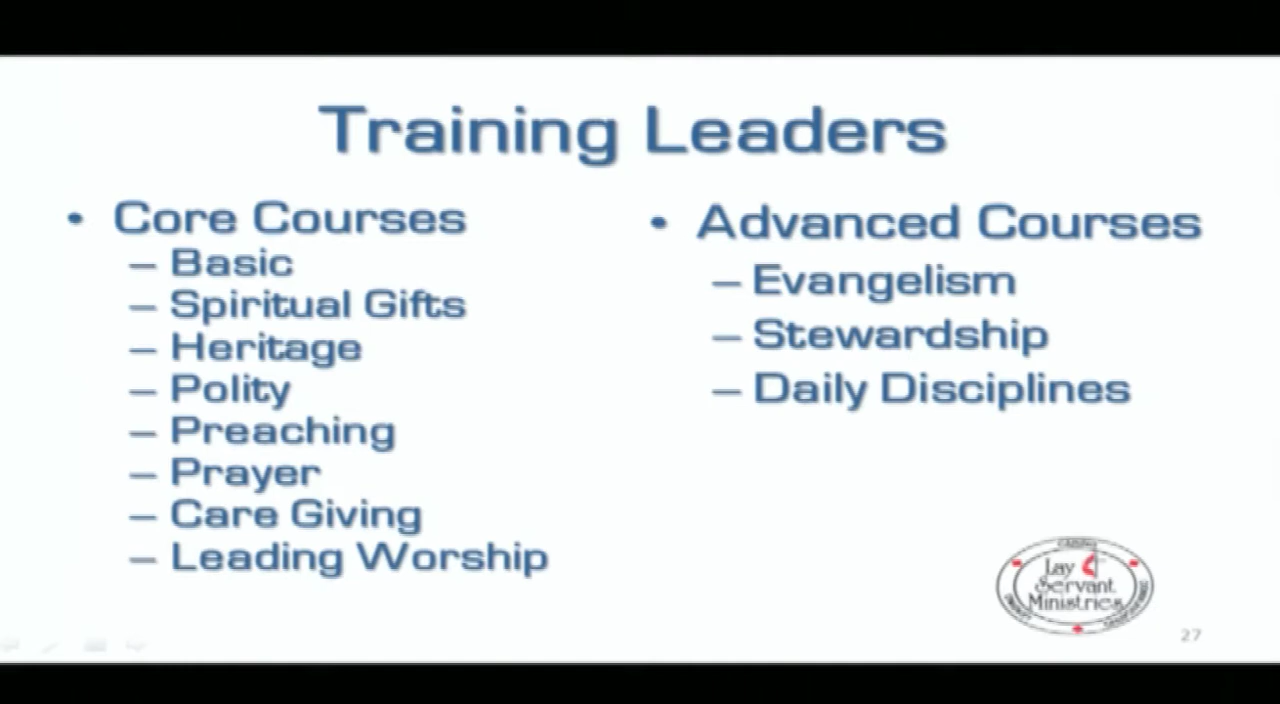 Training Leaders
• Core Courses
– Basic
– Spiritual Gifts
– Heritage
– Polity
– Preaching
– Prayer
– Care Giving
– Leading Worship
• Advanced Courses
– Evangelism
– Stewardship
– Daily Disciplines
Lay
Servant
Ministries
27